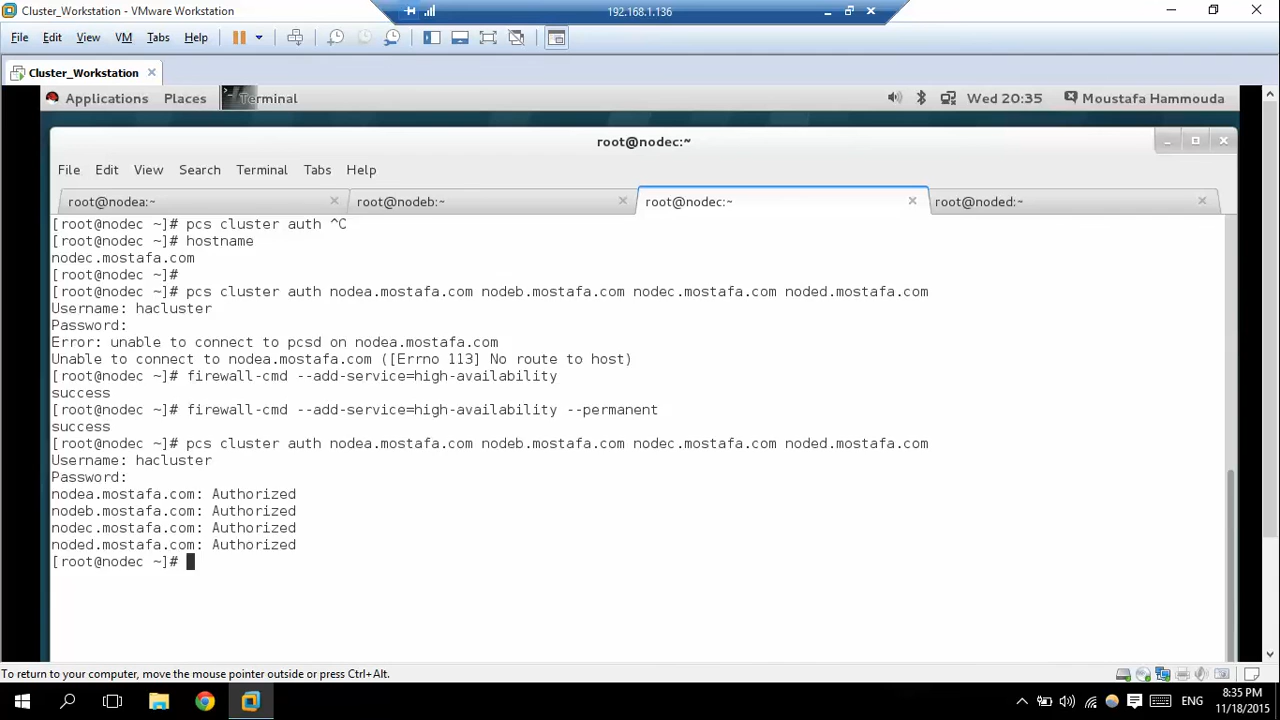 Cluster_Workstation - VMware Workstation
192.168.1.136
File Edit View VM Tabs Help
Cluster_Workstation
Applications Places Terminal
Wed 20:35 Moustafa Hammouda
root@nodec:~
File Edit View Search Terminal Tabs Help
root@nodea:~ root@nodeb:~ root@nodec:~ root@noded:~
[root@nodec ~]# pcs cluster auth ^C
[root@nodec ~]# hostname
nodec.mostafa.com
[root@nodec ~]#
[root@nodec ~]# pcs cluster auth nodea.mostafa.com nodeb.mostafa.com nodec.mostafa.com noded.mostafa.com
Username: hacluster
Password:
Error: unable to connect to pcsd on nodea.mostafa.com
Unable to connect to nodea.mostafa.com ([Errno 113] No route to host)
[root@nodec ~]# firewall-cmd --add-service=high-availability
success
[root@nodec ~]# firewall-cmd --add-service=high-availability --permanent
success
[root@nodec ~]# pcs cluster auth nodea.mostafa.com nodeb.mostafa.com nodec.mostafa.com noded.mostafa.com
Username: hacluster
Password:
nodea.mostafa.com: Authorized
nodeb.mostafa.com: Authorized
nodec.mostafa.com: Authorized
noded.mostafa.com: Authorized
[root@nodec ~]#
To return to your computer, move the mouse pointer outside or press Ctrl+Alt.
ENG
8:35 PM
11/18/2015